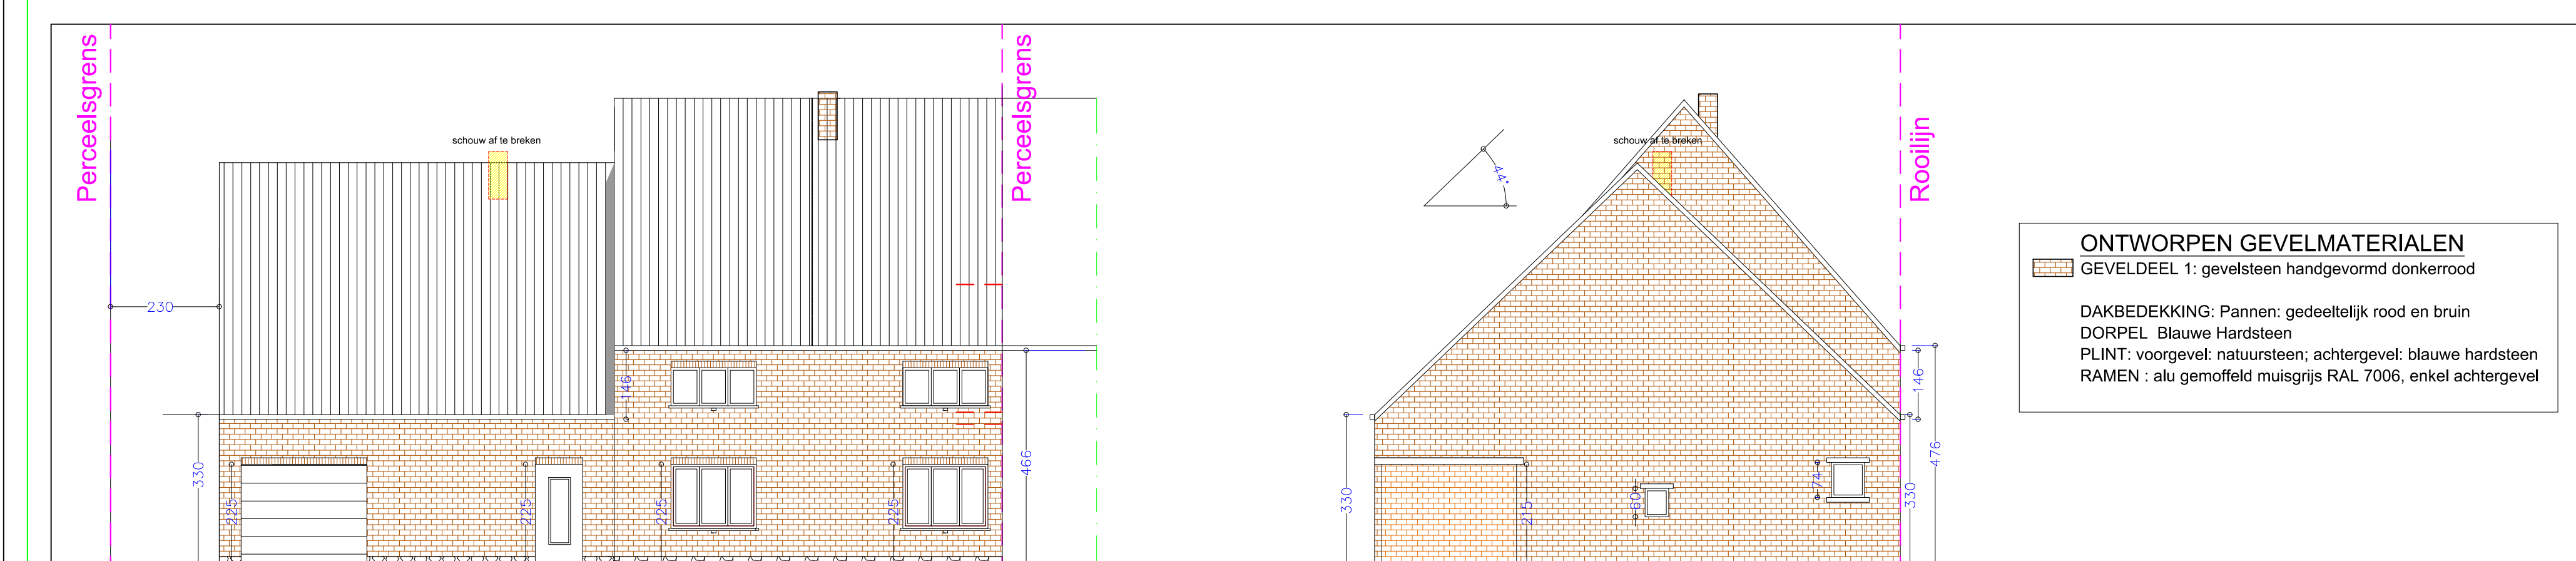 Perceelsgrens
schouw af te breken
230
330
225
225
146
225
225
Perceelsgrens
466
44°
schouw af te breken
330
215
60
74
Rooilijn
146
330
476
ONTWORPEN GEVELMATERIALEN
GEVELDEEL 1: gevelsteen handgevormd donkerrood
DAKBEDEKKING: Pannen: gedeeltelijk rood en bruin
DORPEL Blauwe Hardsteen
PLINT: voorgevel: natuursteen; achtergevel: blauwe hardsteen
RAMEN : alu gemoffeld muisgrijs RAL 7006, enkel achtergevel